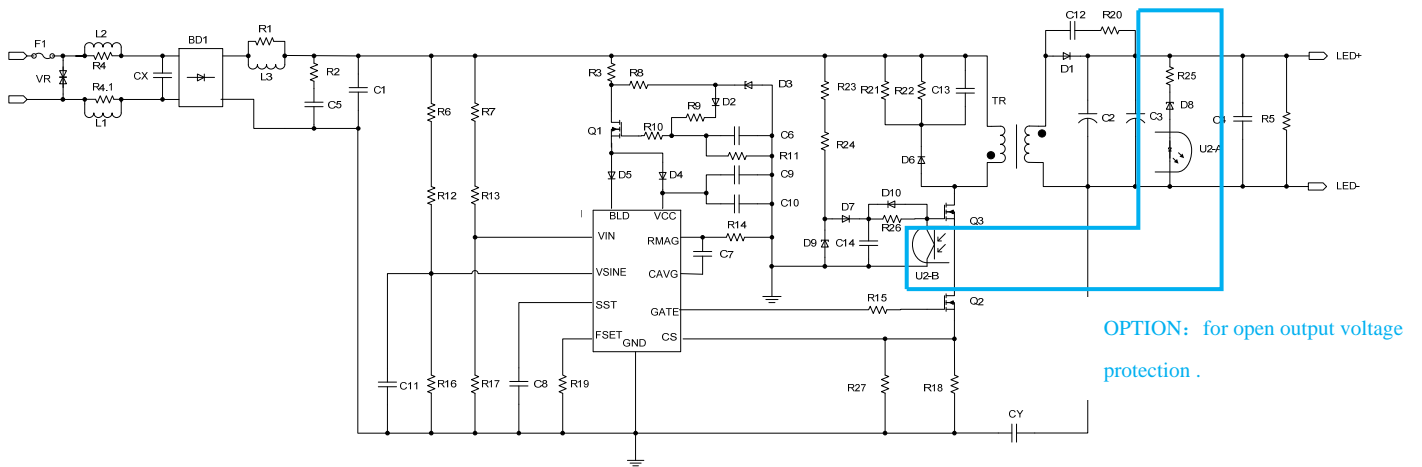 C12
R20
F1
L2
R4
VR
CX
R4.1
L1
BD1
R1
L3
R2
C5
C1
D1
LED+
R3
R8
D3
D2
R9
R6
R7
R23
R21
R22
C13
TR
R25
D8
C2
C3
C4
R5
U2-A
Q1
R10
C6
R11
R24
D6
D5
D4
C9
C10
R12
R13
D10
LED-
BLD
VCC
D7
R26
Q3
VIN
RMAG
R14
D9
C14
C7
U2-B
VSINE
CAVG
SST
GATE
R15
Q2
FSET
GND
CS
OPTION: for open output voltage
protection .
C11
R16
R17
C8
R19
R27
R18
CY